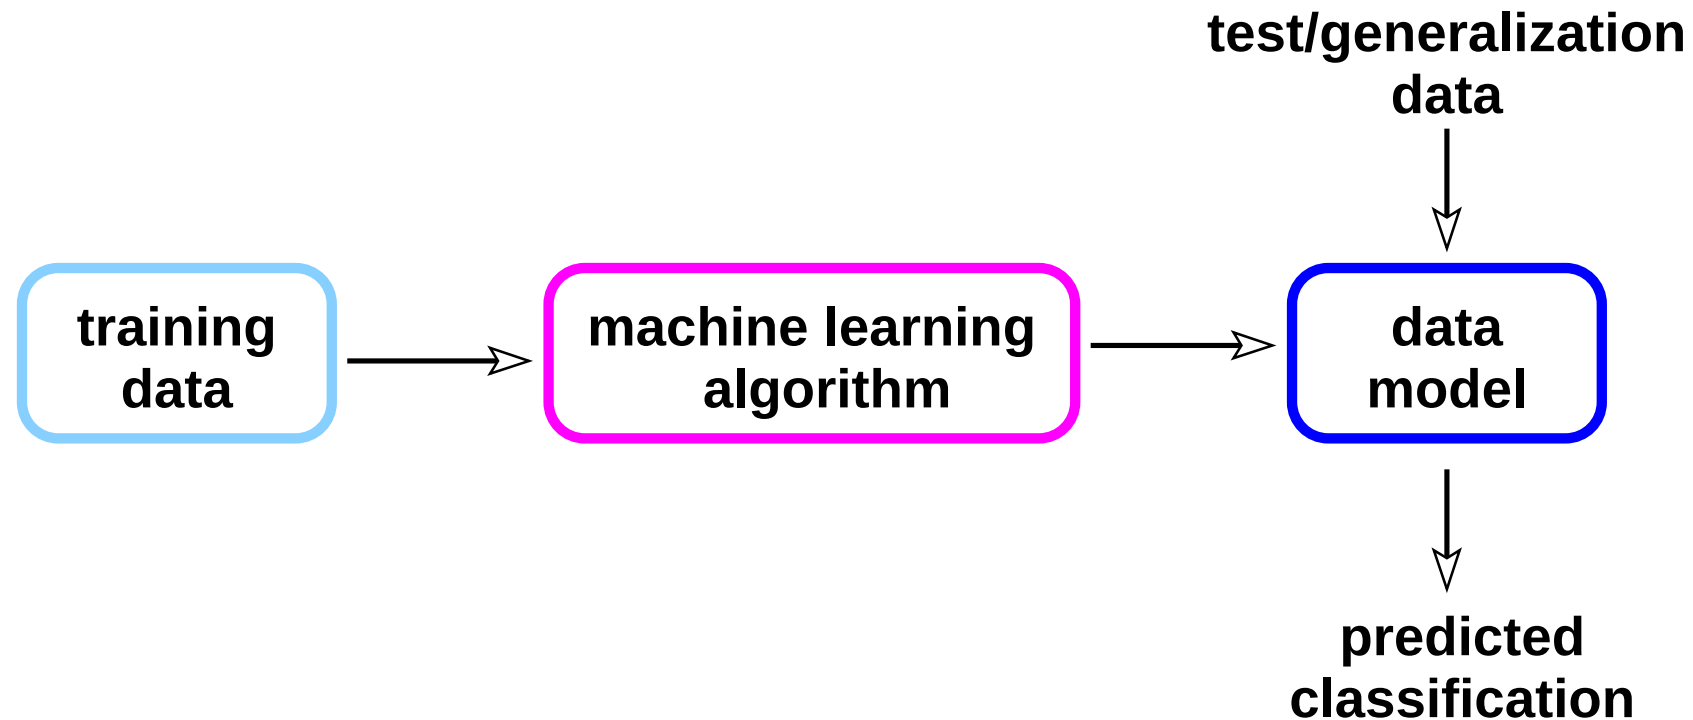 test/generalization
data
training
data
machine learning
algorithm
data
model
predicted
classification